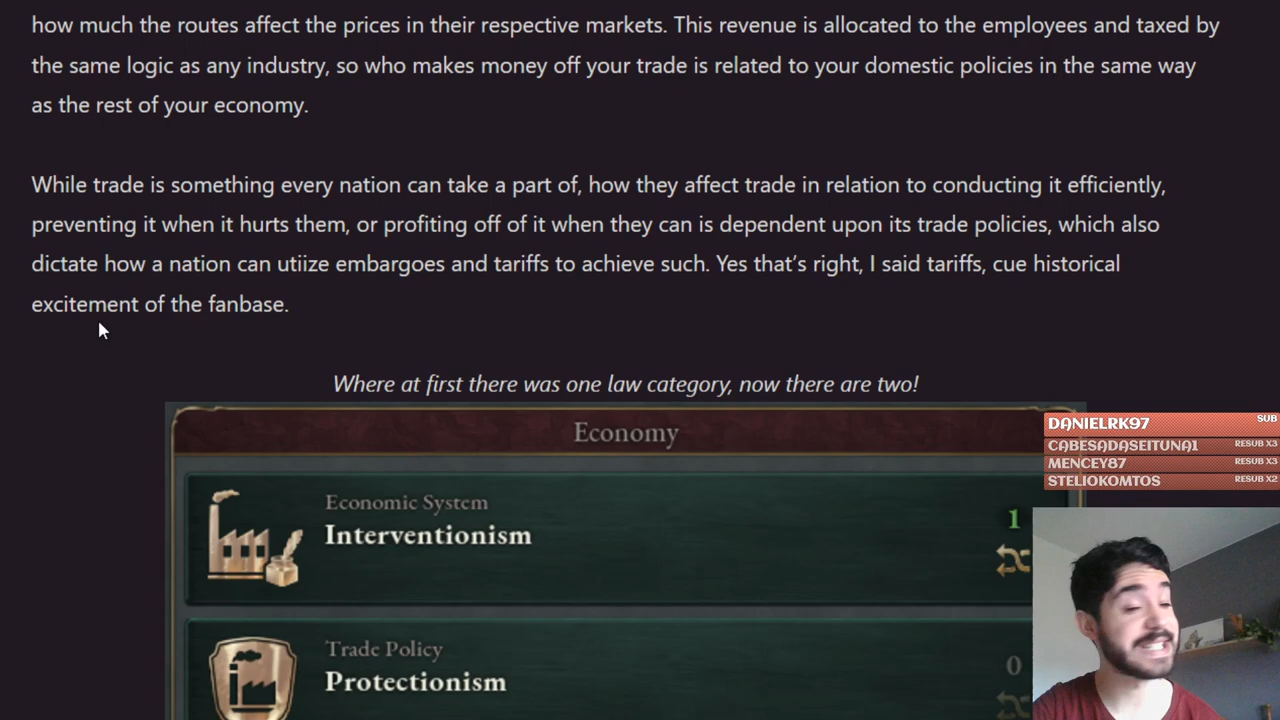 how much the routes affect the prices in their respective markets. This revenue is allocated to the employees and taxed by
the same logic as any industry, so who makes money off your trade is related to your domestic policies in the same way
as the rest of your economy.
While trade is something every nation can take a part of, how they affect trade in relation to conducting it efficiently,
preventing it when it hurts them, or profiting off of it when they can is dependent upon its trade policies, which also
dictate how a nation can utiize embargoes and tariffs to achieve such. Yes that's right, I said tariffs, cue historical
excitement of the fanbase.
Where at first there was one law category, now there are two!
Economy
Economic System
Interventionism
1
Trade Policy
Protectionism
0
DANIELRK97 SUB
CABESADASEITUNA1 RESUB X3
MENCEY87 RESUB X3
STELIOKOMTOS RESUB X2